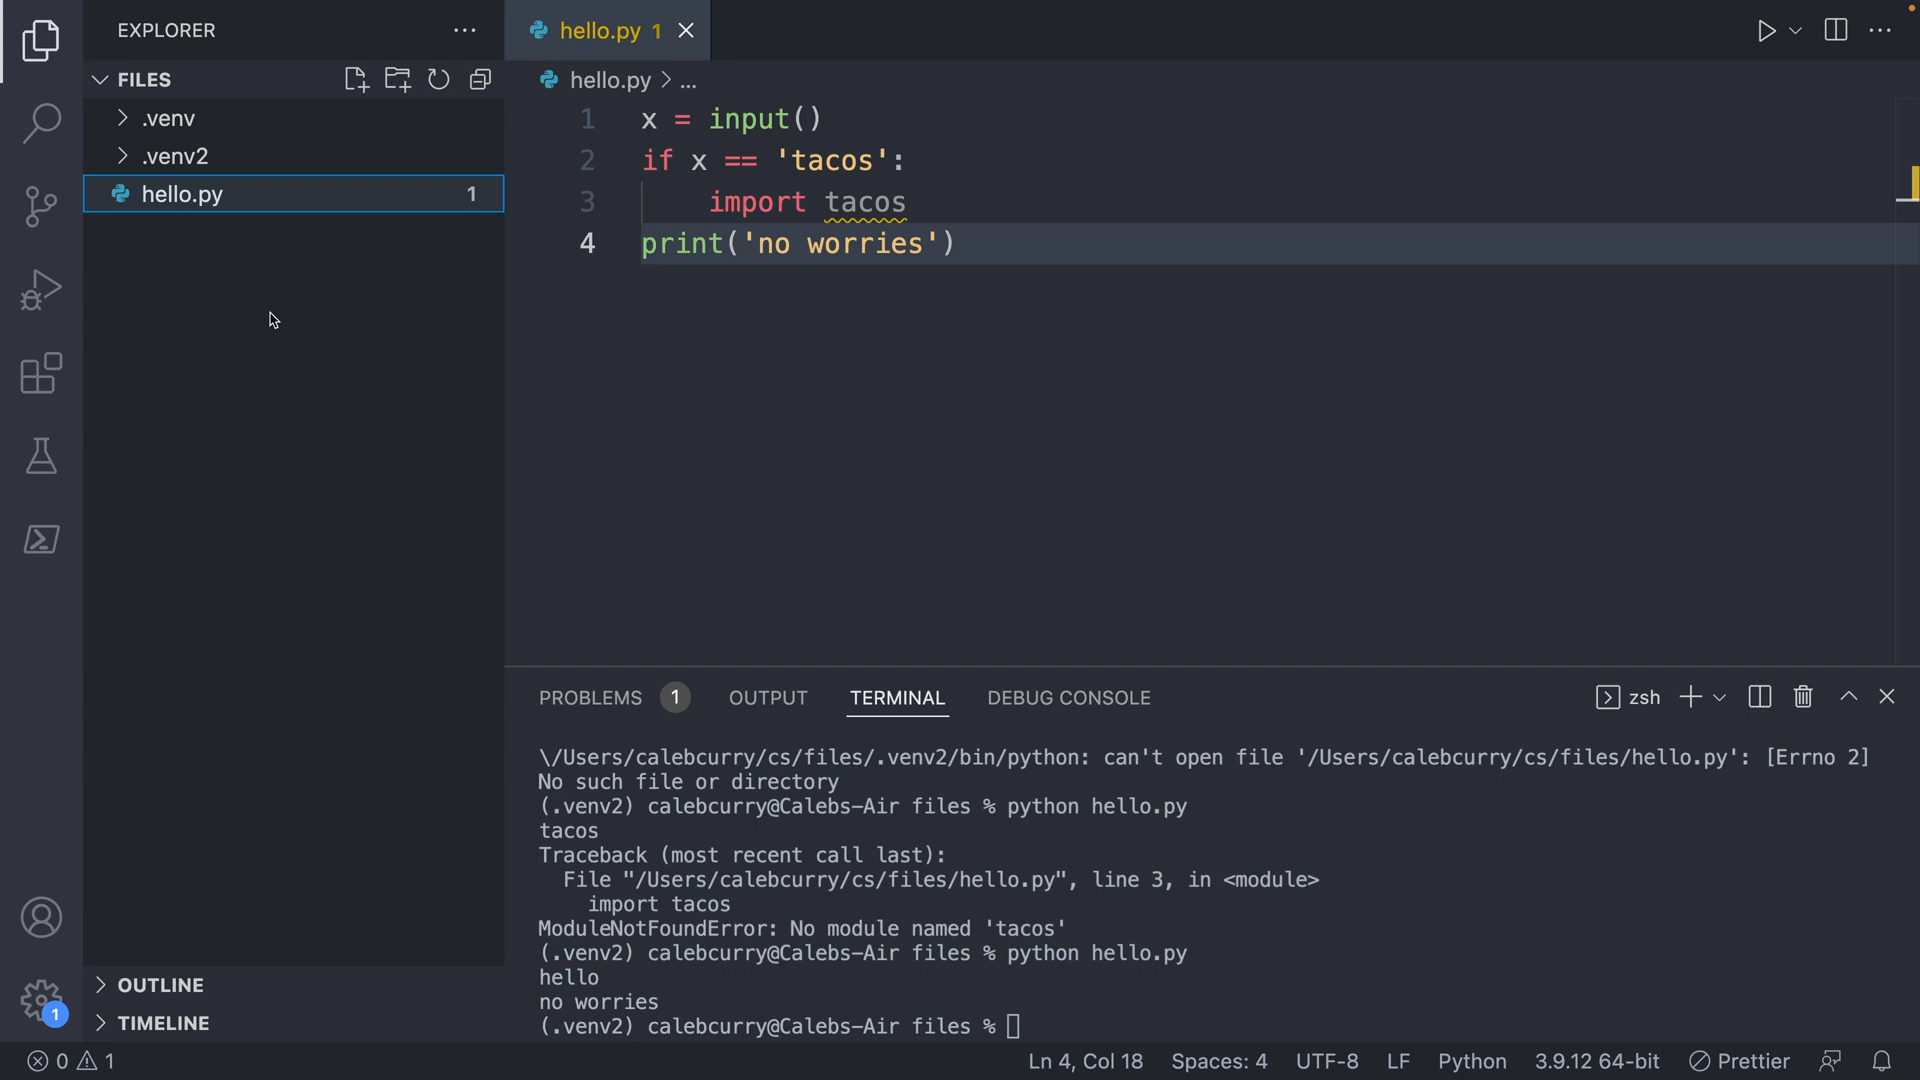 EXPLORER
FILES
.venv
.venv2
hello.py 1
OUTLINE
TIMELINE
hello.py 1
hello.py > ...
1 x = input()
2 if x == 'tacos':
3 import tacos
4 print('no worries')
PROBLEMS 1 OUTPUT TERMINAL DEBUG CONSOLE zsh
\/Users/calebcurry/cs/files/.venv2/bin/python: can't open file '/Users/calebcurry/cs/files/hello.py': [Errno 2]
No such file or directory
(.venv2) calebcurry@Calebs-Air files % python hello.py
tacos
Traceback (most recent call last):
File "/Users/calebcurry/cs/files/hello.py", line 3, in <module>
import tacos
ModuleNotFoundError: No module named 'tacos'
(.venv2) calebcurry@Calebs-Air files % python hello.py
hello
no worries
(.venv2) calebcurry@Calebs-Air files %
1
0 1 Ln 4, Col 18 Spaces: 4 UTF-8 LF Python 3.9.12 64-bit Prettier